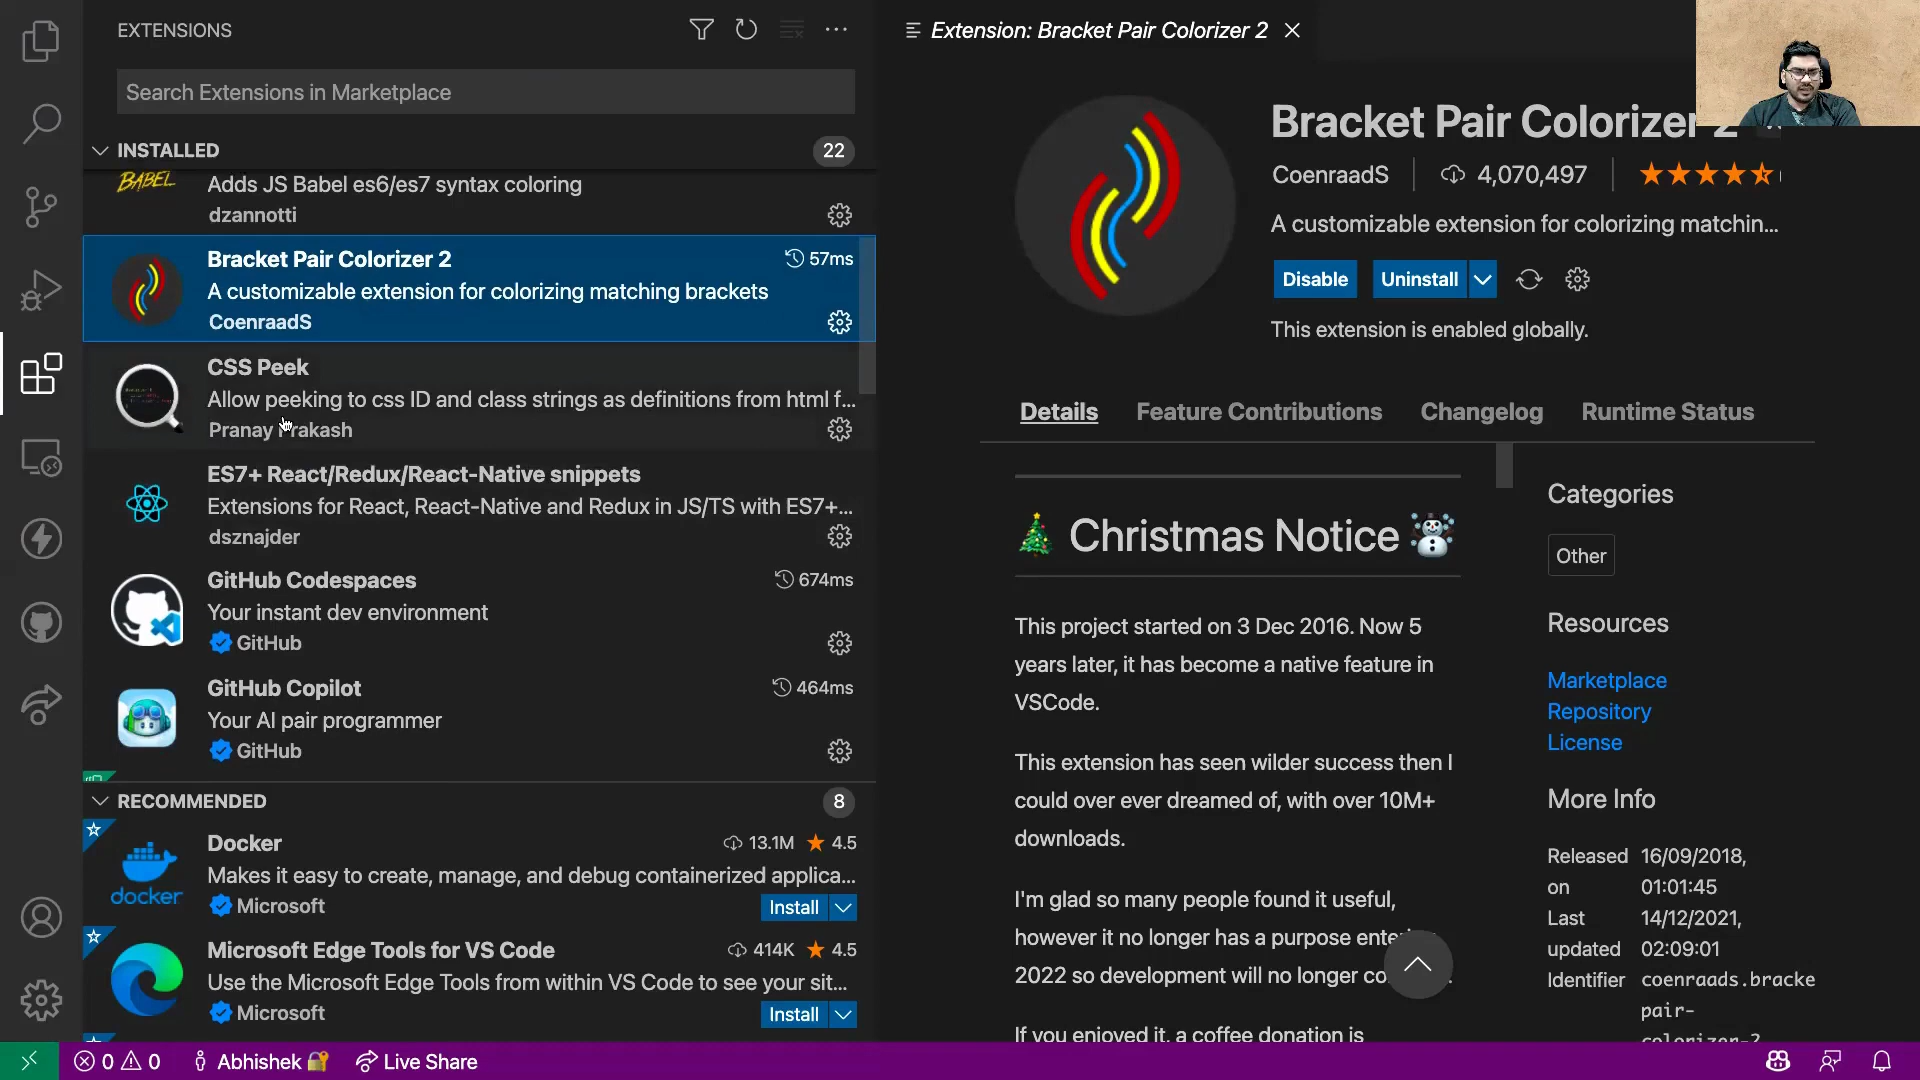 EXTENSIONS
Search Extensions in Marketplace
INSTALLED
22
BABEL
Adds JS Babel es6/es7 syntax coloring
dzannotti
Bracket Pair Colorizer 2
57ms
A customizable extension for colorizing matching brackets
CoenraadS
CSS Peek
Allow peeking to css ID and class strings as definitions from html f...
Pranay Prakash
ES7+ React/Redux/React-Native snippets
Extensions for React, React-Native and Redux in JS/TS with ES7+...
dsznajder
GitHub Codespaces
674ms
Your instant dev environment
GitHub
GitHub Copilot
464ms
Your AI pair programmer
GitHub
RECOMMENDED
8
docker
Docker
13.1M
4.5
Makes it easy to create, manage, and debug containerized applica...
Microsoft
Install
Microsoft Edge Tools for VS Code
414K
4.5
Use the Microsoft Edge Tools from within VS Code to see your sit...
Microsoft
Install
Extension: Bracket Pair Colorizer 2
Bracket Pair Colorizer 2
CoenraadS
4,070,497
A customizable extension for colorizing matchin...
Disable
Uninstall
This extension is enabled globally.
Details
Feature Contributions
Changelog
Runtime Status
Christmas Notice
This project started on 3 Dec 2016. Now 5
years later, it has become a native feature in
VSCode.
This extension has seen wilder success then I
could over ever dreamed of, with over 10M+
downloads.
I'm glad so many people found it useful,
however it no longer has a purpose
2022 so development will no longer
If you enjoyed it, a coffee donation is
Categories
Other
Resources
Marketplace
Repository
License
More Info
Released on
16/09/2018, 01:01:45
Last updated
14/12/2021, 02:09:01
Identifier
coenraads.bracke
pair-
colorizer-2
0
0
Abhishek
Live Share